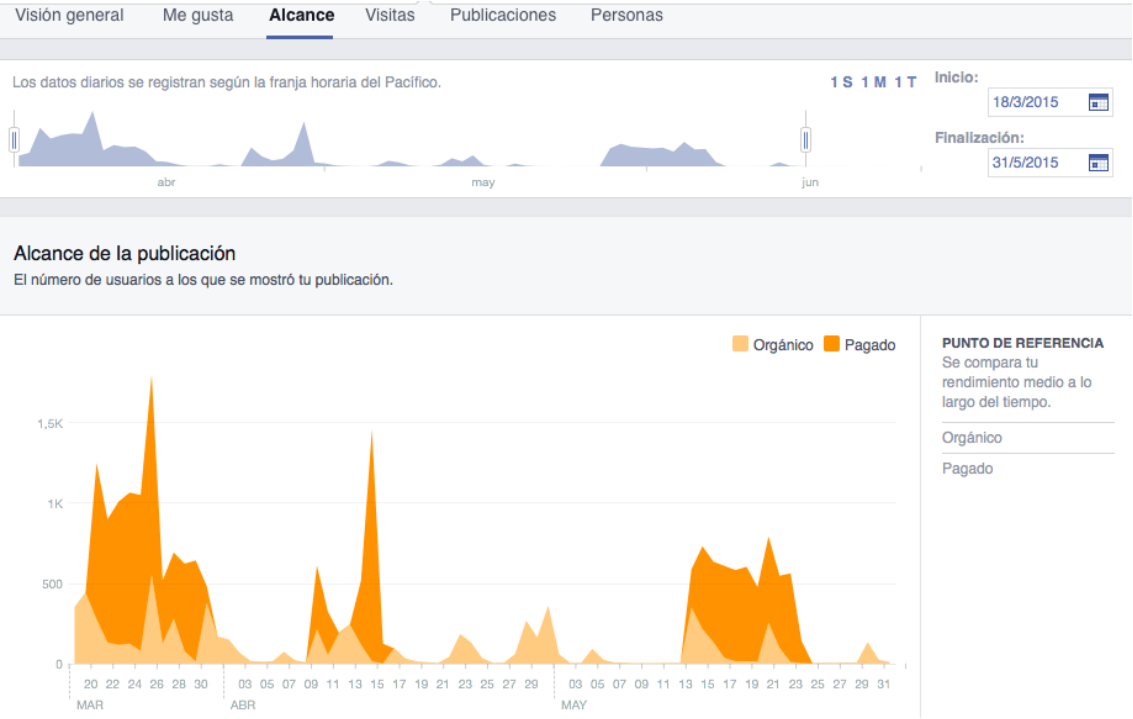 Visión general Me gusta Alcance Visitas Publicaciones Personas
Los datos diarios se registran según la franja horaria del Pacífico.
1 S 1 M 1 T
Inicio:
18/3/2015
Finalización:
31/5/2015
abr may jun
Alcance de la publicación
El número de usuarios a los que se mostró tu publicación.
Orgánico Pagado
1,5K
1K
500
0
20 22 24 26 28 30 03 05 07 09 11 13 15 17 19 21 23 25 27 29 03 05 07 09 11 13 15 17 19 21 23 25 27 29 31
MAR ABR MAY
PUNTO DE REFERENCIA
Se compara tu
rendimiento medio a lo
largo del tiempo.
Orgánico
Pagado